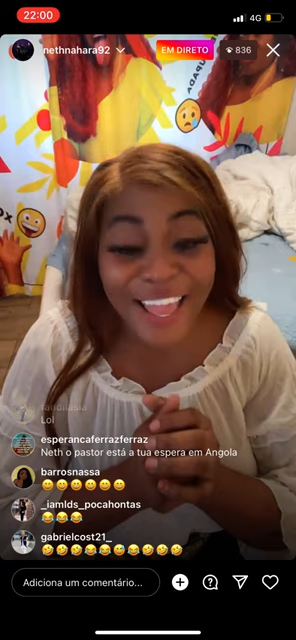 22:00
4G
nethnahara92
EM DIRETO
836
Lol
esperancaferrazferraz
Neth o pastor está a tua espera em Angola
barrosnassa
😀😀😀😀😀😀
_iamlds_pocahontas
😂😂😂
gabrielcost21_
🤣🤣😂😂😅😂🤣🤣🤣🤣
Adiciona um comentário...